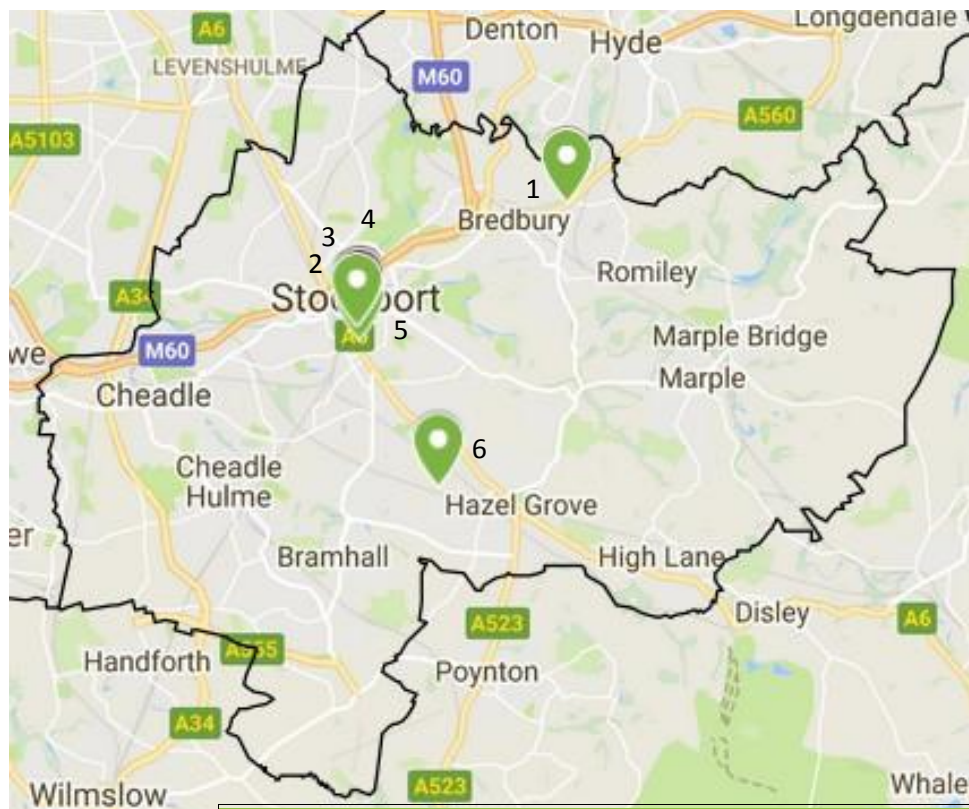 Longdendale
A6
Denton
Hyde
LEVENSHULME
M60
A560
A5103
1
Bredbury
4
3
2
Romiley
A34
Stockport
5
Marple Bridge
M60
we
Marple
Cheadle
6
Cheadle
Hulme
Hazel Grove
er
Bramhall
High Lane
Disley
A6
A523
Handforth
Poynton
A34
A523
Whale
Wilmslow